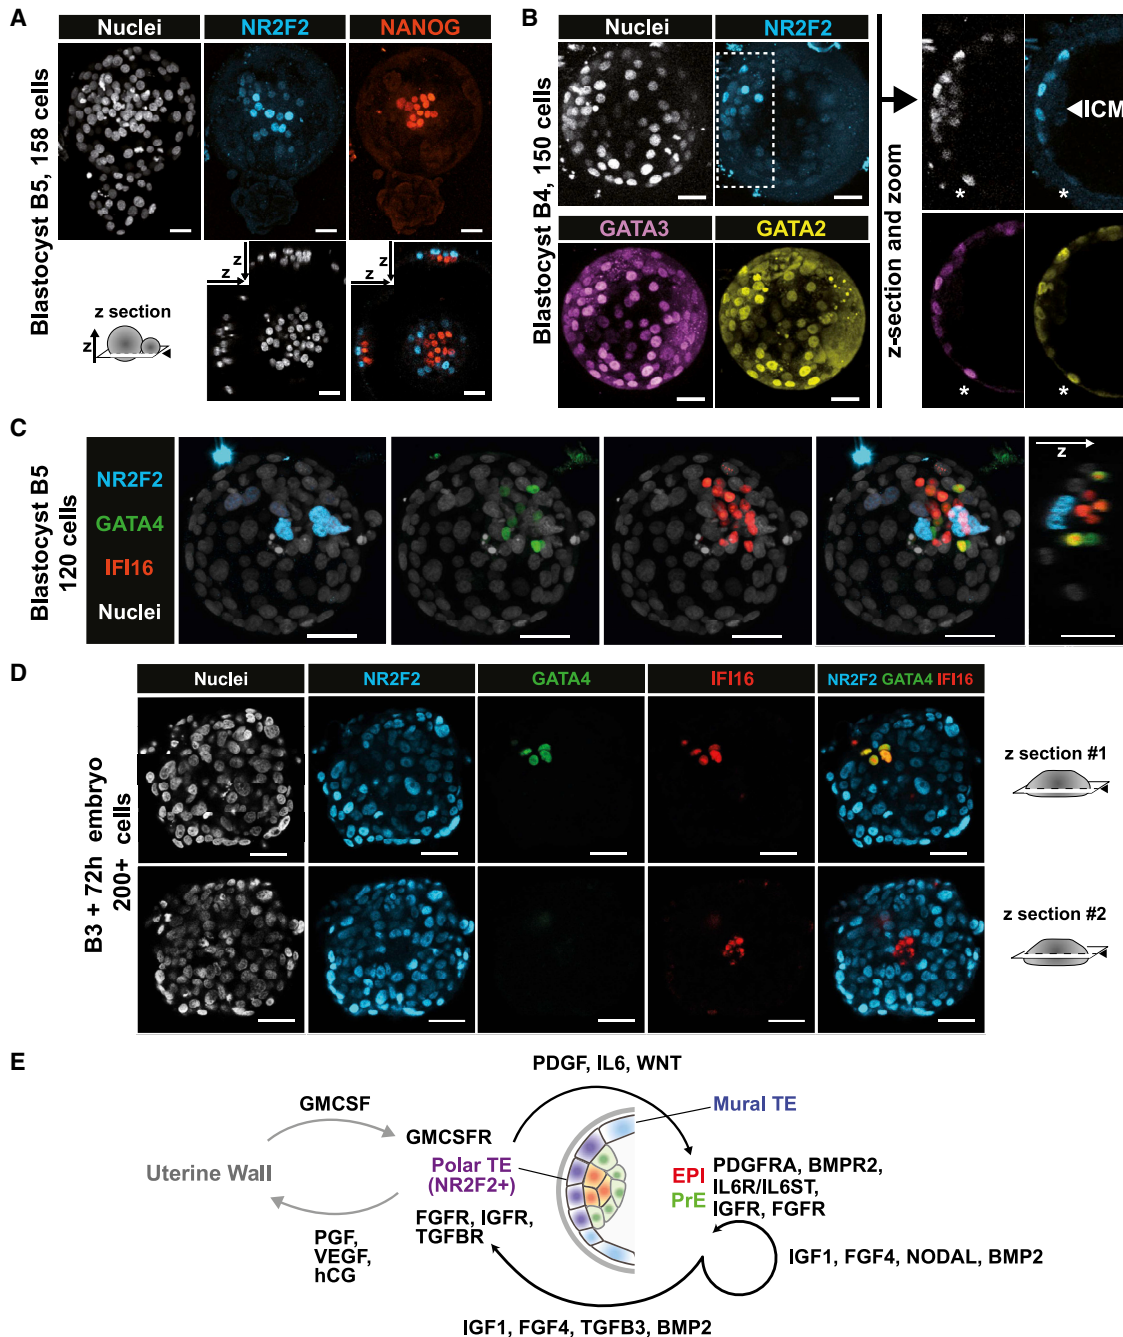 A
Blastocyst B5, 158 cells
Nuclei
NR2F2
NANOG
z section
z
z
z
z
z
B
Blastocyst B4, 150 cells
Nuclei
NR2F2
GATA3
GATA2
z-section and zoom
ICM
*
*
*
*
C
Blastocyst B5
120 cells
NR2F2
GATA4
IFI16
Nuclei
z
D
B3 + 72h embryo
200+ cells
Nuclei
NR2F2
GATA4
IFI16
NR2F2 GATA4 IFI16
z section #1
z section #2
E
PDGF, IL6, WNT
GMCSF
GMCSFR
Mural TE
Uterine Wall
Polar TE
(NR2F2+)
EPI
PrE
PDGFRA, BMPR2,
IL6R/IL6ST,
IGFR, FGFR
FGFR, IGFR,
TGFBR
PGF,
VEGF,
hCG
IGF1, FGF4, NODAL, BMP2
IGF1, FGF4, TGFB3, BMP2